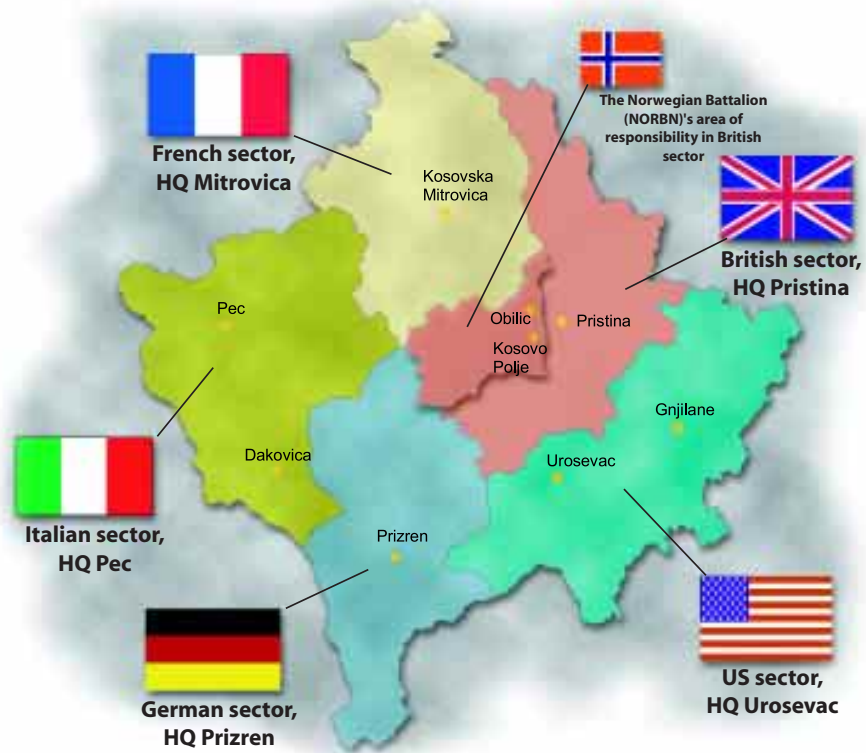 The Norwegian Battalion
(NORBN)'s area of
responsibility in British
sector
French sector,
HQ Mitrovica
Kosovska
Mitrovica
British sector,
HQ Pristina
Pec
Obilic
Pristina
Kosovo
Polje
Gnjilane
Dakovica
Urosevac
Italian sector,
HQ Pec
Prizren
US sector,
HQ Urosevac
German sector,
HQ Prizren